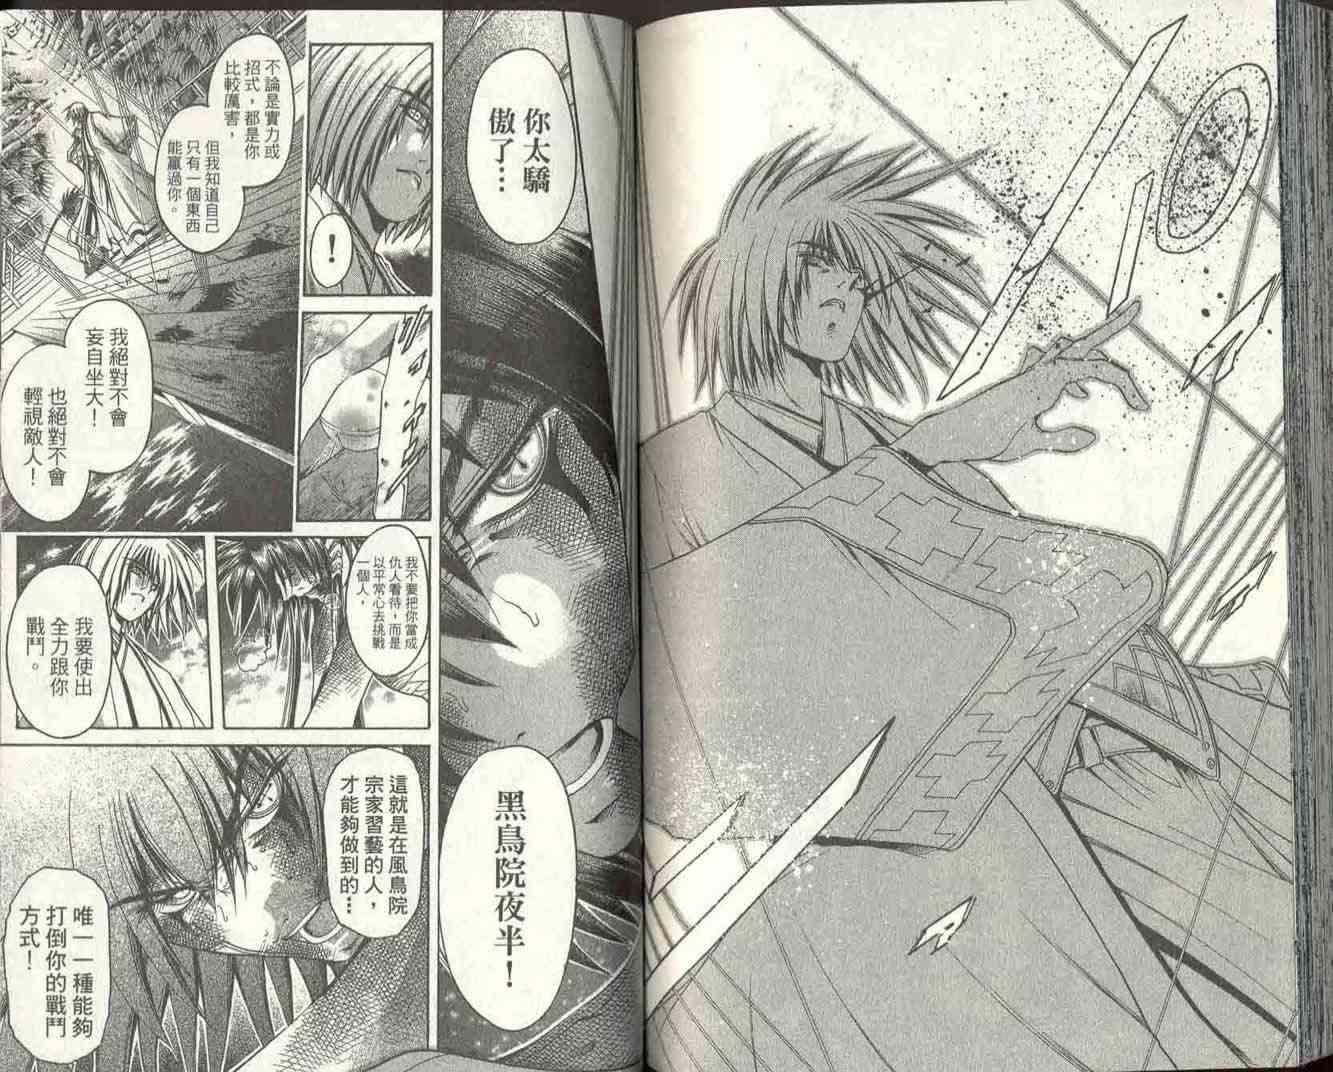 你太驕
傲了…
黑鳥院夜半！
！
不論是實力或
招式，都是你
比較厲害，
但我知道自己
只有一個東西
能贏過你。
我絕對不會
妄自坐大！
也絕對不會
輕視敵人！
我不要把你當成
仇人看待，而是
以平常心去挑戰
一個人，
我要使出
全力跟你
戰鬥。
這就是在風鳥院
宗家習藝的人，
才能夠做到的…
唯一一種能夠
打倒你的戰鬥
方式！